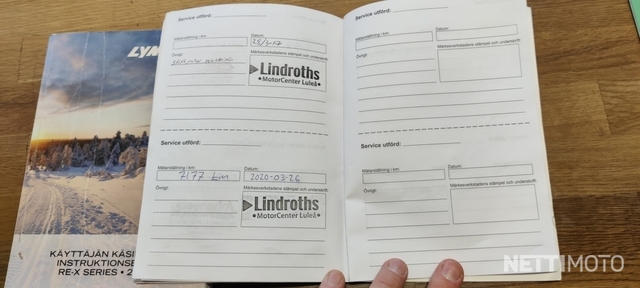 LYN
KÄYTTÄJÄN KÄSI
INSTRUKTIONSE
RE-X SERIES • 2
Service utförd:
Mätarställning i km:
Datum:
28/3-17
Övrigt:
Märkesverkstadens stämpel och underskrift:
Lindroths
•MotorCenter Luleå•
Service utförd:
Mätarställning i km:
Datum:
7177 km
2020-03-26
Övrigt:
Märkesverkstadens stämpel och underskrift:
Lindroths
•MotorCenter Luleå•
Service utförd:
Mätarställning i km:
Datum:
Övrigt:
Märkesverkstadens stämpel och underskrift:
Service utförd:
Mätarställning i km:
Datum:
Övrigt:
Märkesverkstadens stämpel och underskrift:
NETTIMOTO